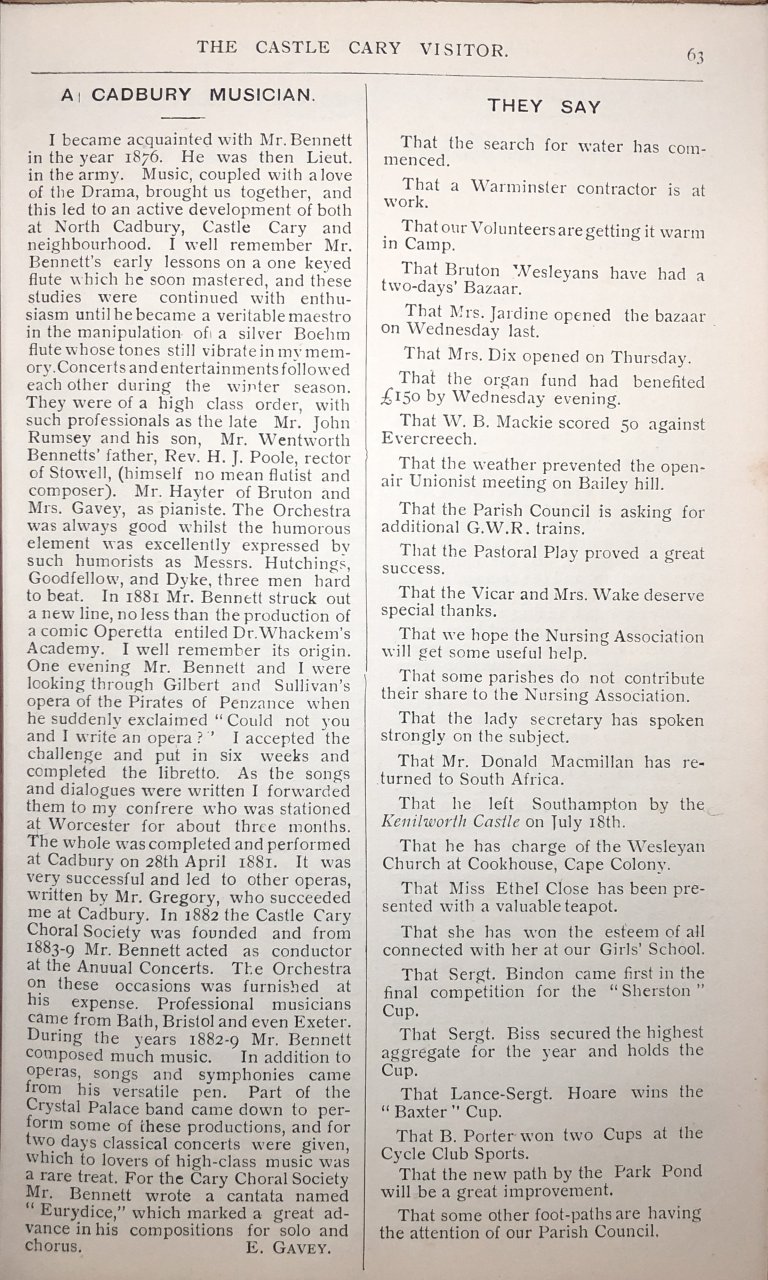 THE CASTLE CARY VISITOR.
63
A CADBURY MUSICIAN.
I became acquainted with Mr. Bennett
in the year 1876. He was then Lieut.
in the army. Music, coupled with a love
of the Drama, brought us together, and
this led to an active development of both
at North Cadbury, Castle Cary and
neighbourhood. I well remember Mr.
Bennett's early lessons on a one keyed
flute which he soon mastered, and these
studies were continued with enthu-
siasm until he became a veritable maestro
in the manipulation of a silver Boehm
flute whose tones still vibrate in my mem-
ory. Concerts and entertainments followed
each other during the winter season.
They were of a high class order, with
such professionals as the late Mr. John
Rumsey and his son, Mr. Wentworth
Bennetts' father, Rev. H. J. Poole, rector
of Stowell, (himself no mean flutist and
composer). Mr. Hayter of Bruton and
Mrs. Gavey, as pianiste. The Orchestra
was always good whilst the humorous
element was excellently expressed by
such humorists as Messrs. Hutchings,
Goodfellow, and Dyke, three men hard
to beat. In 1881 Mr. Bennett struck out
a new line, no less than the production of
a comic Operetta entiled Dr. Whackem's
Academy. I well remember its origin.
One evening Mr. Bennett and I were
looking through Gilbert and Sullivan's
opera of the Pirates of Penzance when
he suddenly exclaimed "Could not you
and I write an opera?" I accepted the
challenge and put in six weeks and
completed the libretto. As the songs
and dialogues were written I forwarded
them to my confrere who was stationed
at Worcester for about three months.
The whole was completed and performed
at Cadbury on 28th April 1881. It was
very successful and led to other operas,
written by Mr. Gregory, who succeeded
me at Cadbury. In 1882 the Castle Cary
Choral Society was founded and from
1883-9 Mr. Bennett acted as conductor
at the Anuual Concerts. The Orchestra
on these occasions was furnished at
his expense. Professional musicians
came from Bath, Bristol and even Exeter.
During the years 1882-9 Mr. Bennett
composed much music. In addition to
operas, songs and symphonies came
from his versatile pen. Part of the
Crystal Palace band came down to per-
form some of these productions, and for
two days classical concerts were given,
which to lovers of high-class music was
a rare treat. For the Cary Choral Society
Mr. Bennett wrote a cantata named
"Eurydice," which marked a great ad-
vance in his compositions for solo and
chorus. E. GAVEY.
THEY SAY
That the search for water has com-
menced.
That a Warminster contractor is at
work.
That our Volunteers are getting it warm
in Camp.
That Bruton Wesleyans have had a
two-days' Bazaar.
That Mrs. Jardine opened the bazaar
on Wednesday last.
That Mrs. Dix opened on Thursday.
That the organ fund had benefited
£150 by Wednesday evening.
That W. B. Mackie scored 50 against
Evercreech.
That the weather prevented the open-
air Unionist meeting on Bailey hill.
That the Parish Council is asking for
additional G.W.R. trains.
That the Pastoral Play proved a great
success.
That the Vicar and Mrs. Wake deserve
special thanks.
That we hope the Nursing Association
will get some useful help.
That some parishes do not contribute
their share to the Nursing Association.
That the lady secretary has spoken
strongly on the subject.
That Mr. Donald Macmillan has re-
turned to South Africa.
That he left Southampton by the
Kenilworth Castle on July 18th.
That he has charge of the Wesleyan
Church at Cookhouse, Cape Colony.
That Miss Ethel Close has been pre-
sented with a valuable teapot.
That she has won the esteem of all
connected with her at our Girls' School.
That Sergt. Bindon came first in the
final competition for the "Sherston"
Cup.
That Sergt. Biss secured the highest
aggregate for the year and holds the
Cup.
That Lance-Sergt. Hoare wins the
"Baxter" Cup.
That B. Porter won two Cups at the
Cycle Club Sports.
That the new path by the Park Pond
will be a great improvement.
That some other foot-paths are having
the attention of our Parish Council.